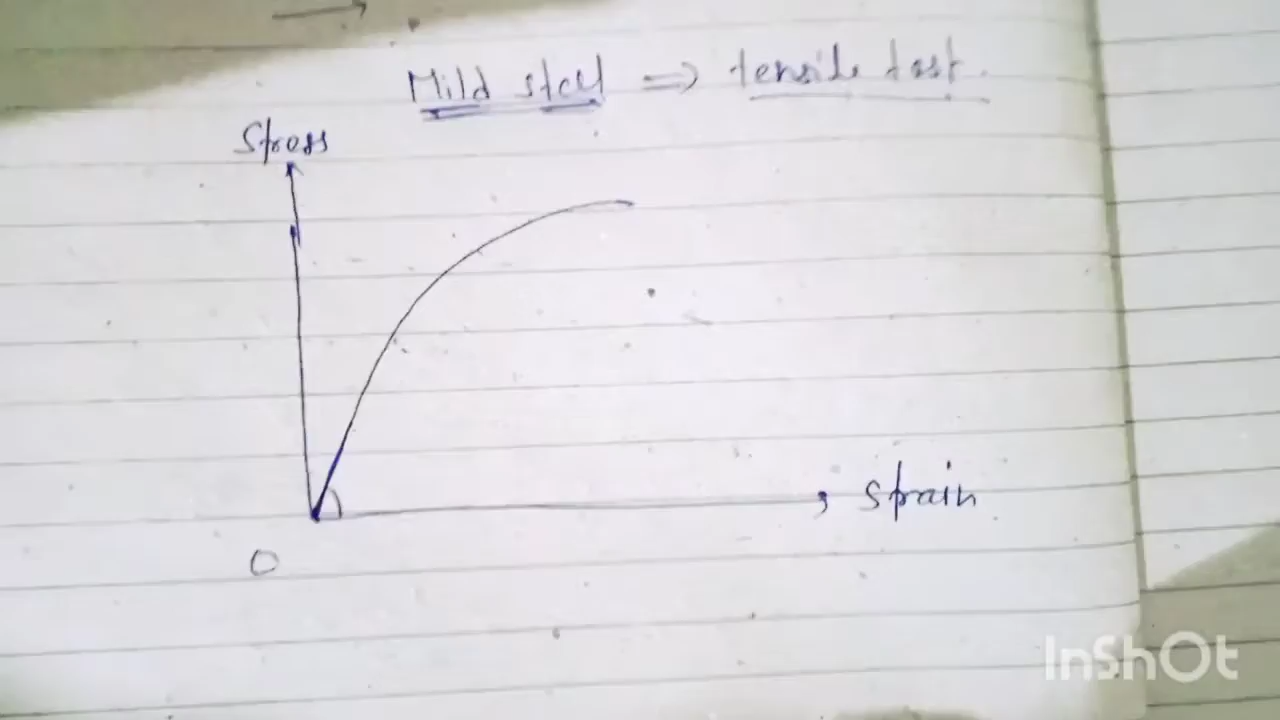 Mild steel ⇒ tensile test.
Stress
Strain
O
InShOt